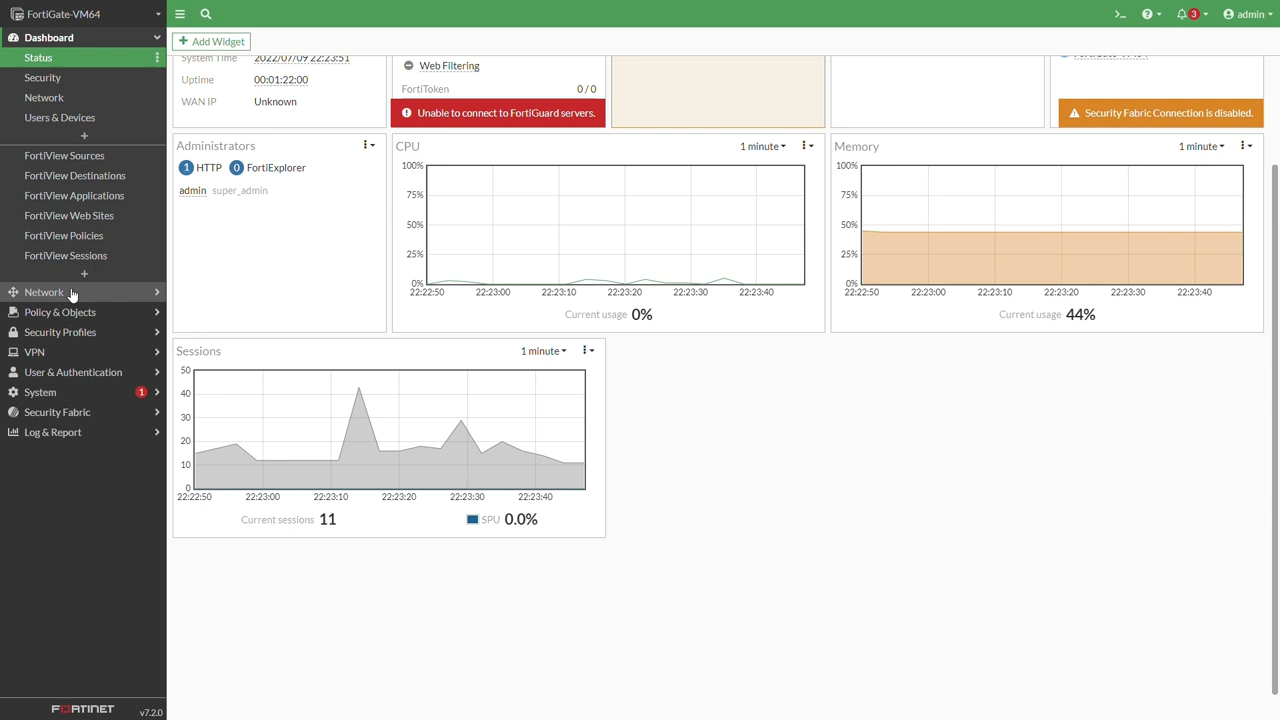 FortiGate-VM64
admin
3
Dashboard
Status
Security
Network
Users & Devices
+
FortiView Sources
FortiView Destinations
FortiView Applications
FortiView Web Sites
FortiView Policies
FortiView Sessions
+
Network
Policy & Objects
Security Profiles
VPN
User & Authentication
System 1
Security Fabric
Log & Report
FORTINET v7.2.0
+ Add Widget
System Time 2022/07/09 22:23:51
Uptime 00:01:22:00
WAN IP Unknown
Web Filtering
FortiToken 0/0
Unable to connect to FortiGuard servers.
Security Fabric Connection is disabled.
Administrators
1 HTTP 0 FortiExplorer
admin super_admin
CPU 1 minute
100%
75%
50%
25%
0%
22:22:50 22:23:00 22:23:10 22:23:20 22:23:30 22:23:40
Current usage 0%
Memory 1 minute
100%
75%
50%
25%
0%
22:22:50 22:23:00 22:23:10 22:23:20 22:23:30 22:23:40
Current usage 44%
Sessions 1 minute
50
40
30
20
10
0
22:22:50 22:23:00 22:23:10 22:23:20 22:23:30 22:23:40
Current sessions 11 SPU 0.0%